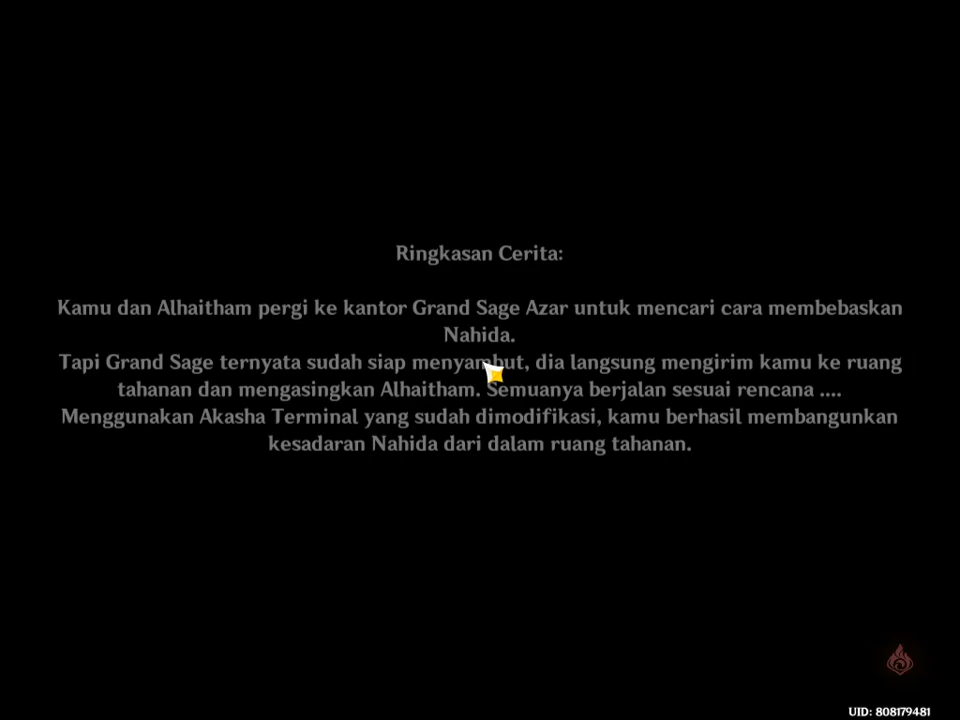 Ringkasan Cerita:
Kamu dan Alhaitham pergi ke kantor Grand Sage Azar untuk mencari cara membebaskan
Nahida.
Tapi Grand Sage ternyata sudah siap menyambut, dia langsung mengirim kamu ke ruang
tahanan dan mengasingkan Alhaitham. Semuanya berjalan sesuai rencana ....
Menggunakan Akasha Terminal yang sudah dimodifikasi, kamu berhasil membangunkan
kesadaran Nahida dari dalam ruang tahanan.
UID: 808179481